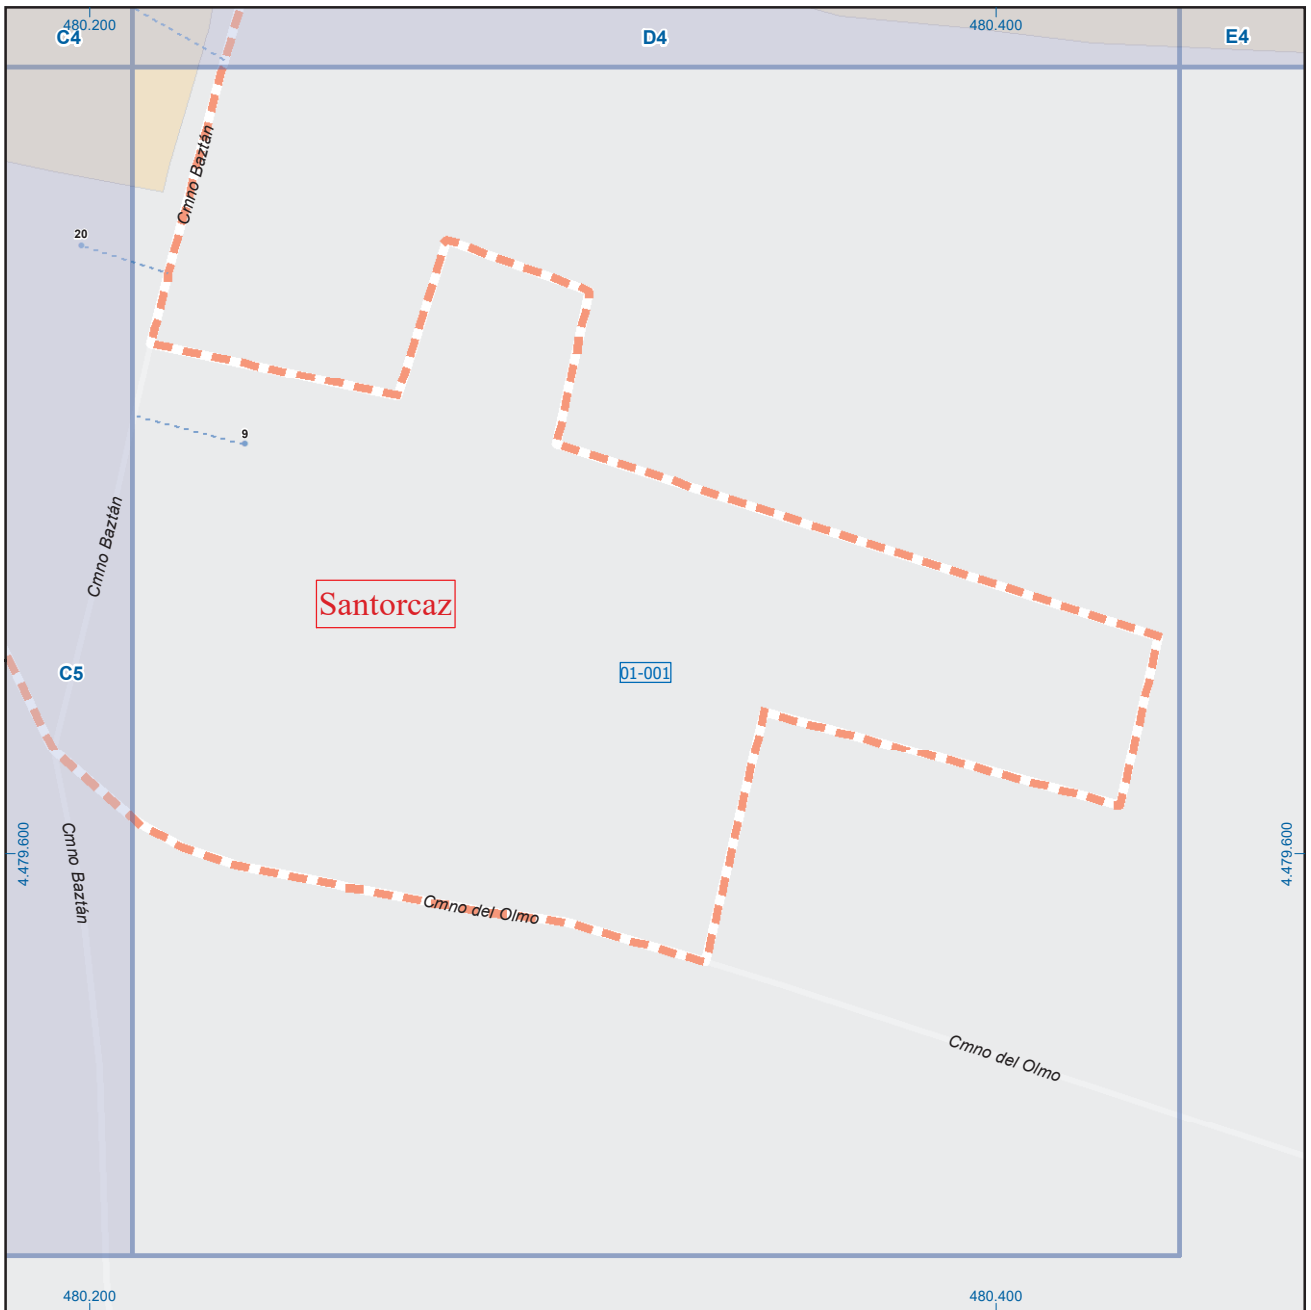 480.200
480.400
C4
D4
E4
Cmno Baztán
20
9
Cmno Baztán
Santorcaz
01-001
C5
4.479.600
4.479.600
Cmno Baztán
Cmno del Olmo
Cmno del Olmo
480.200
480.400